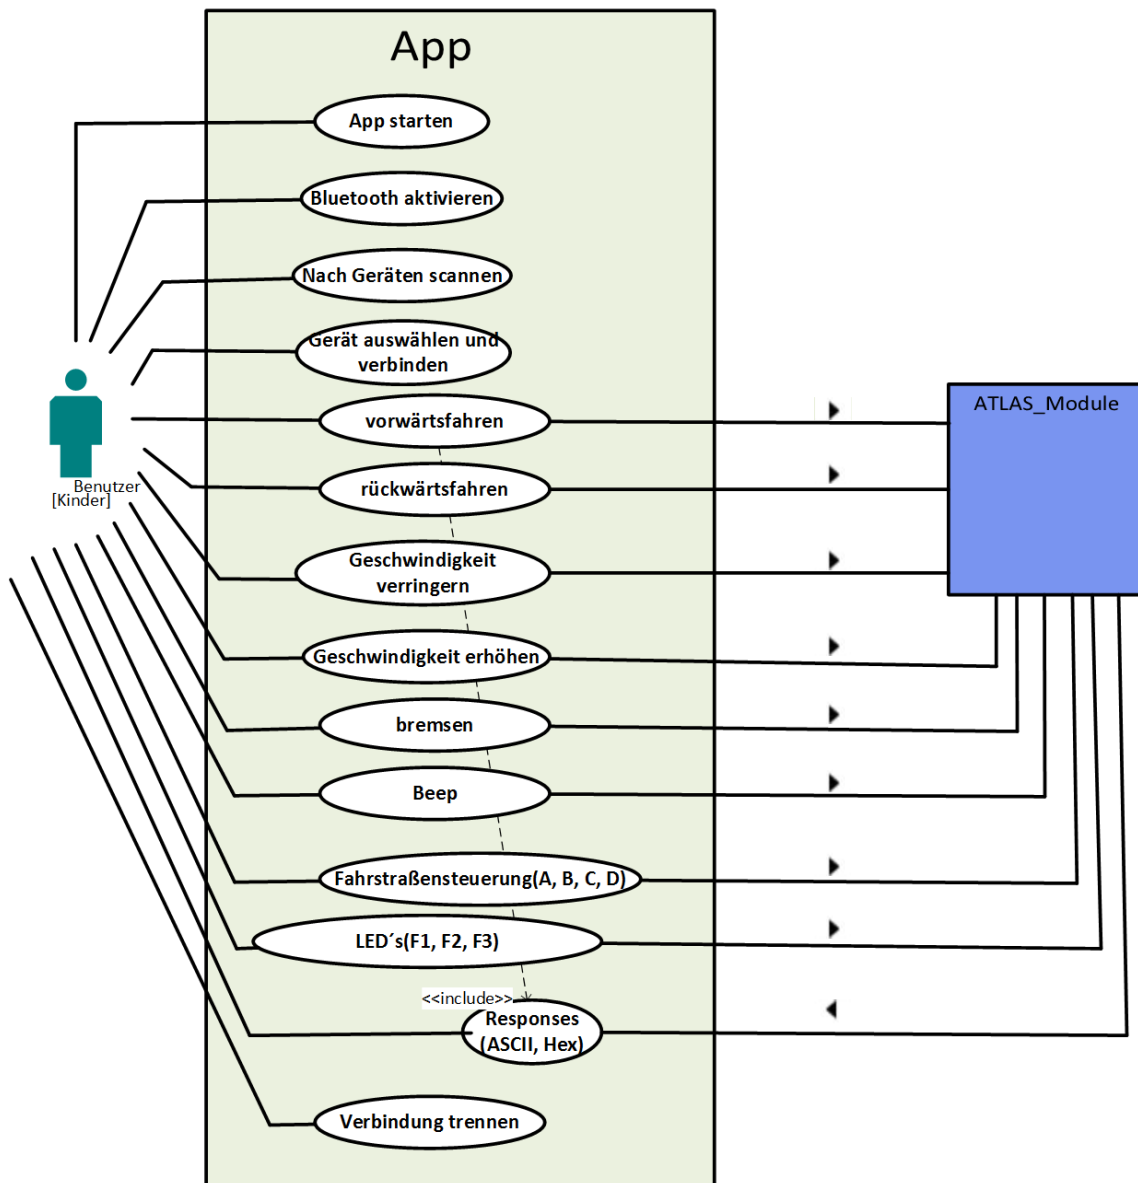 App
App starten
Bluetooth aktivieren
Nach Geräten scannen
Gerät auswählen und
verbinden
vorwärtsfahren
ATLAS_Module
rückwärtsfahren
Benutzer
[Kinder]
Geschwindigkeit
verringern
Geschwindigkeit erhöhen
bremsen
Beep
Fahrstraßensteuerung(A, B, C, D)
LED´s(F1, F2, F3)
<<include>>
Responses
(ASCII, Hex)
Verbindung trennen